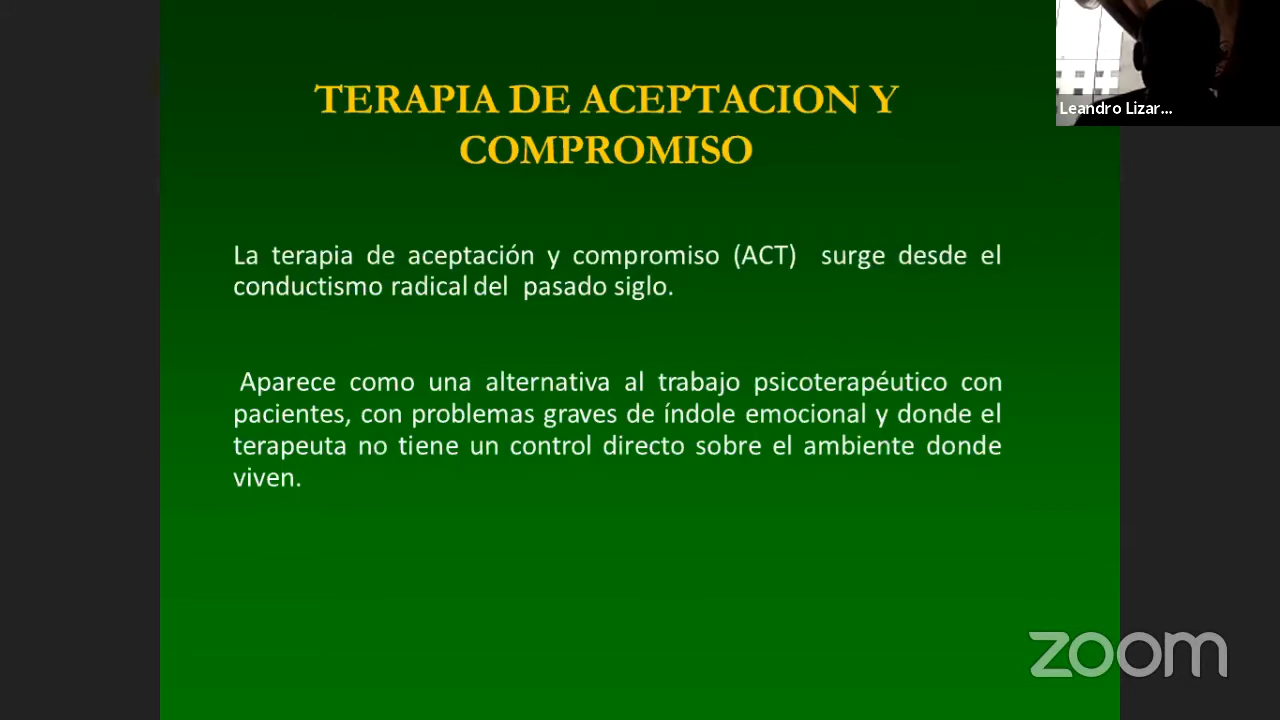 TERAPIA DE ACEPTACION Y
COMPROMISO
Leandro Lizar...
La terapia de aceptación y compromiso (ACT) surge desde el
conductismo radical del pasado siglo.
Aparece como una alternativa al trabajo psicoterapéutico con
pacientes, con problemas graves de índole emocional y donde el
terapeuta no tiene un control directo sobre el ambiente donde
viven.
zoom